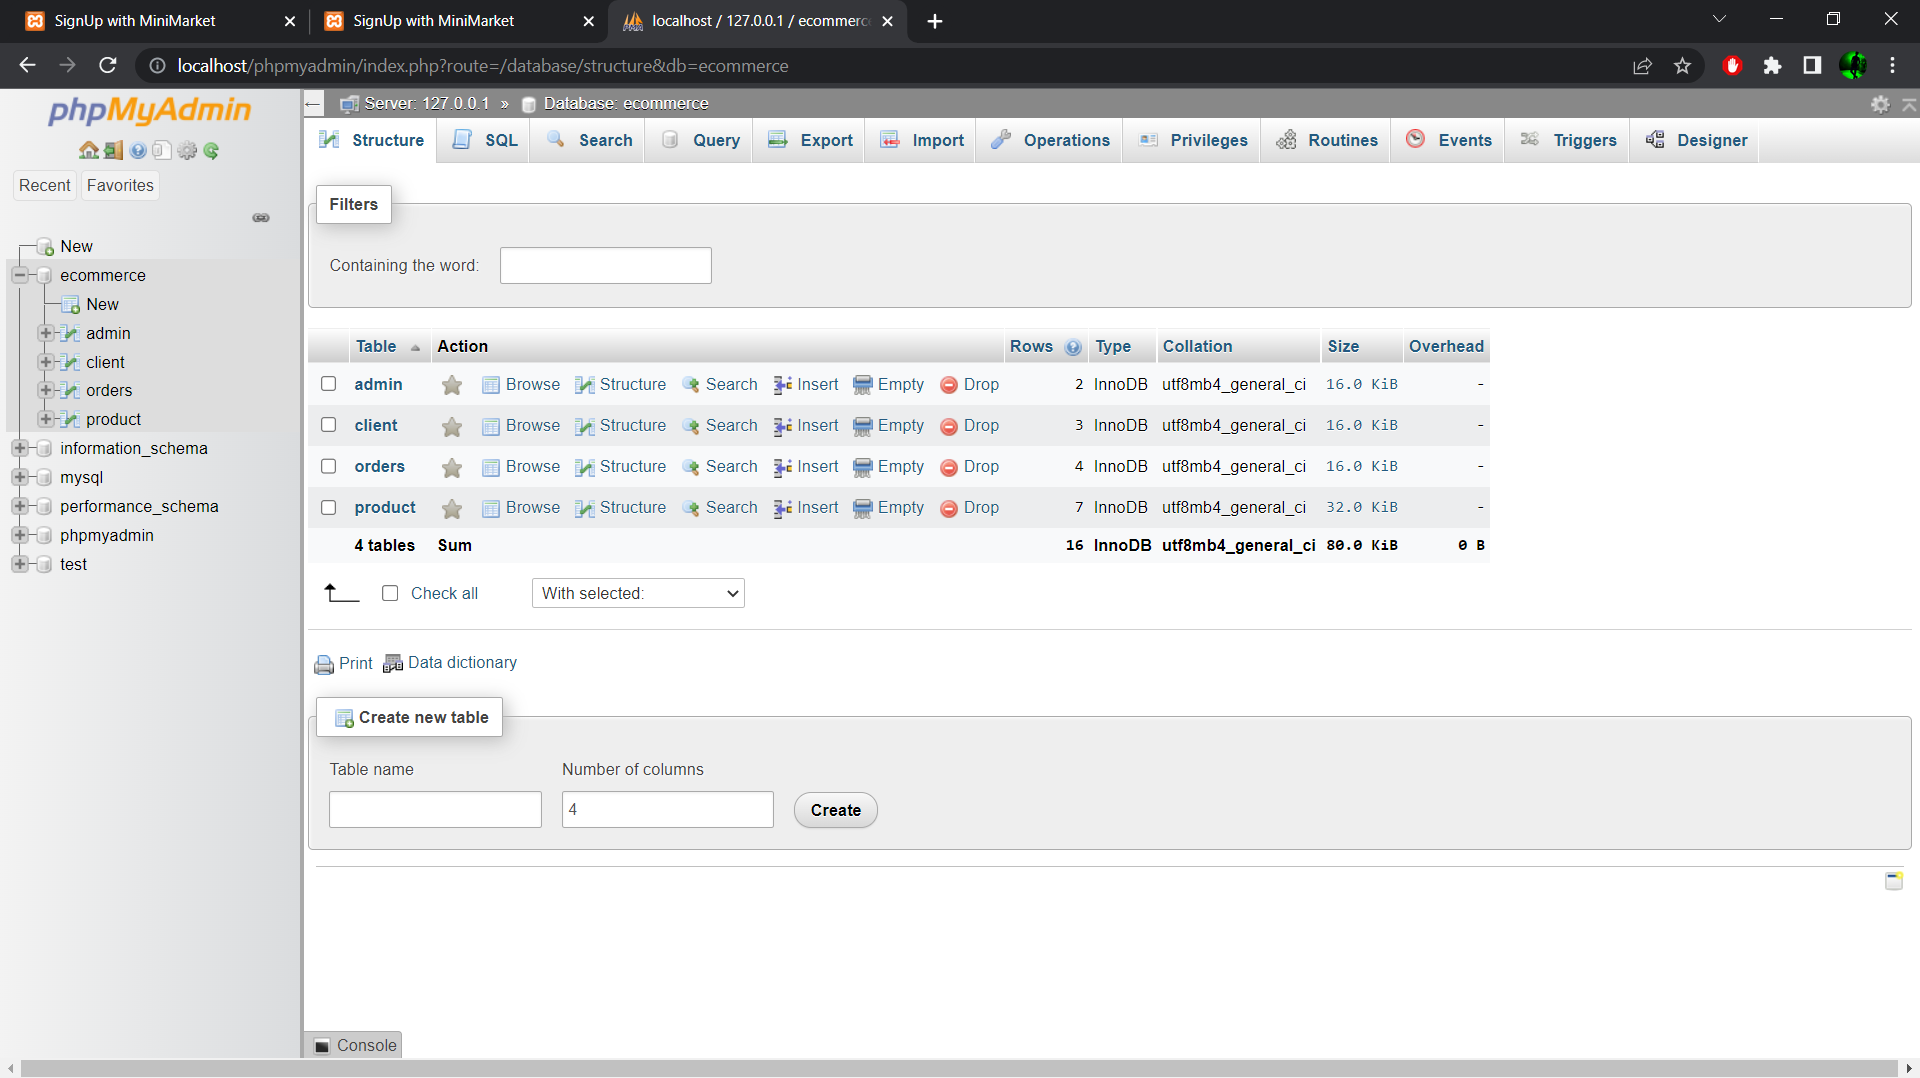 SignUp with MiniMarket
SignUp with MiniMarket
localhost / 127.0.0.1 / ecommerc
localhost/phpmyadmin/index.php?route=/database/structure&db=ecommerce
phpMyAdmin
Recent Favorites
New
ecommerce
New
admin
client
orders
product
information_schema
mysql
performance_schema
phpmyadmin
test
Server: 127.0.0.1 » Database: ecommerce
Structure SQL Search Query Export Import Operations Privileges Routines Events Triggers Designer
Filters
Containing the word:
Table Action Rows Type Collation Size Overhead
admin Browse Structure Search Insert Empty Drop 2 InnoDB utf8mb4_general_ci 16.0 KiB -
client Browse Structure Search Insert Empty Drop 3 InnoDB utf8mb4_general_ci 16.0 KiB -
orders Browse Structure Search Insert Empty Drop 4 InnoDB utf8mb4_general_ci 16.0 KiB -
product Browse Structure Search Insert Empty Drop 7 InnoDB utf8mb4_general_ci 32.0 KiB -
4 tables Sum 16 InnoDB utf8mb4_general_ci 80.0 KiB 0 B
Check all With selected:
Print Data dictionary
Create new table
Table name Number of columns
4 Create
Console